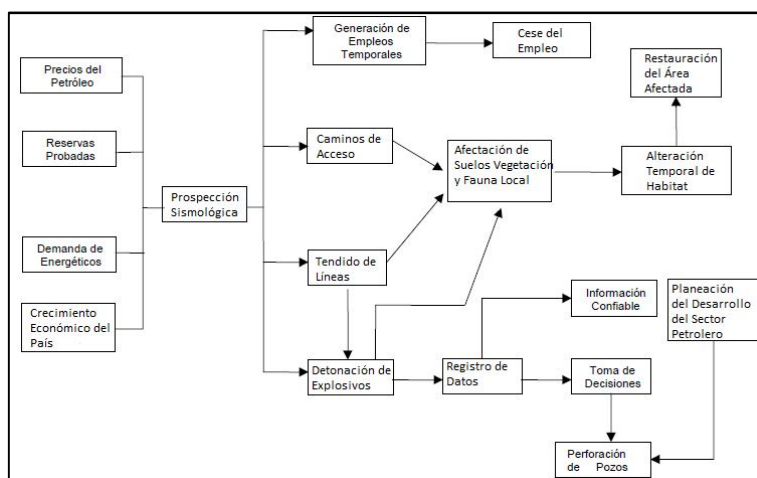 Precios del
Petróleo
Reservas
Probadas
Demanda de
Energéticos
Crecimiento
Económico del
País
Prospección
Sismológica
Generación de
Empleos
Temporales
Cese del
Empleo
Caminos de
Acceso
Afectación de
Suelos Vegetación
y Fauna Local
Restauración
del Área
Afectada
Alteración
Temporal de
Habitat
Tendido de
Líneas
Detonación de
Explosivos
Registro de
Datos
Información
Confiable
Toma de
Decisiones
Planeación
del Desarrollo
del Sector
Petrolero
Perforación
de Pozos